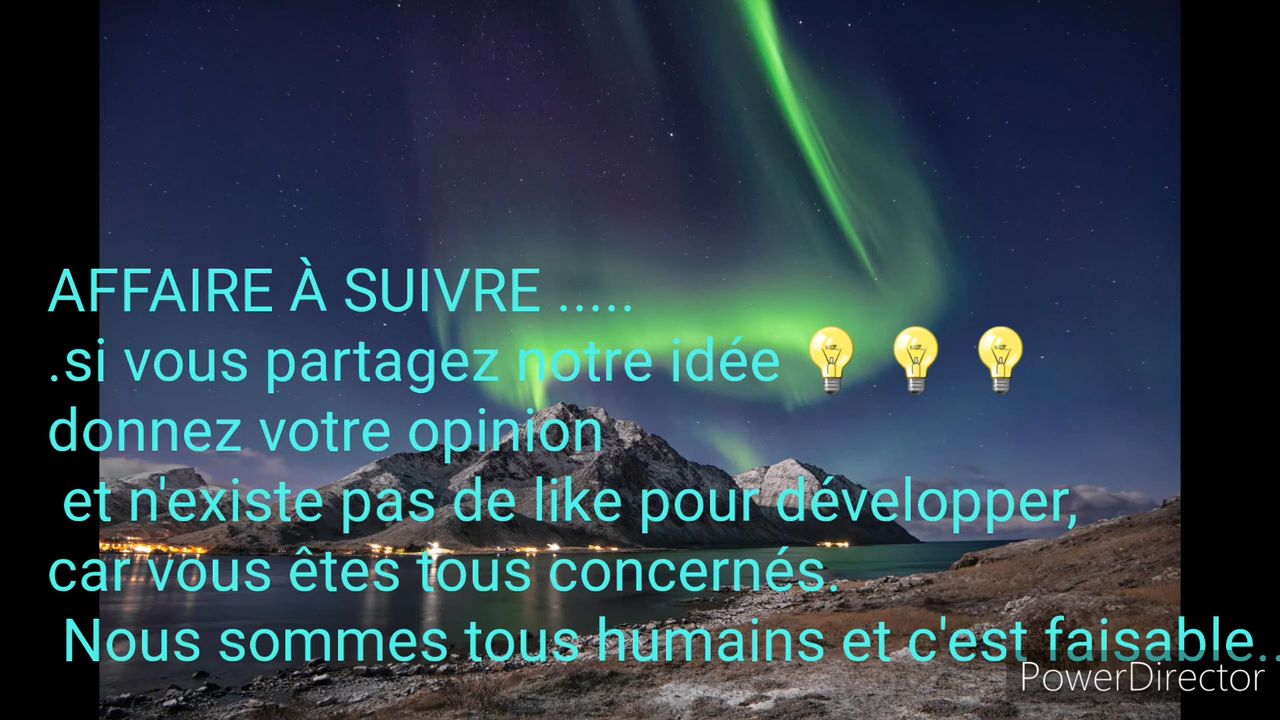 AFFAIRE À SUIVRE .....
.si vous partagez notre idée 💡 💡 💡
donnez votre opinion
et n'existe pas de like pour développer,
car vous êtes tous concernés.
Nous sommes tous humains et c'est faisable..
PowerDirector